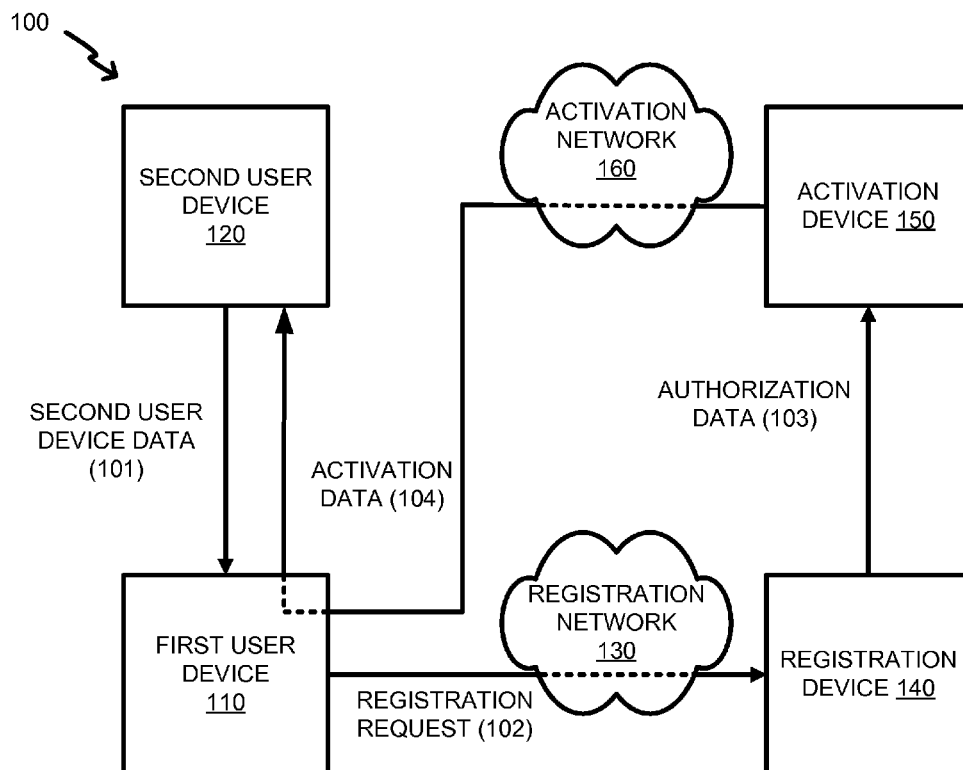 100
SECOND USER
DEVICE
120
ACTIVATION
NETWORK
160
ACTIVATION
DEVICE 150
SECOND USER
DEVICE DATA
(101)
ACTIVATION
DATA (104)
AUTHORIZATION
DATA (103)
FIRST USER
DEVICE
110
REGISTRATION
NETWORK
130
REGISTRATION
REQUEST (102)
REGISTRATION
DEVICE 140